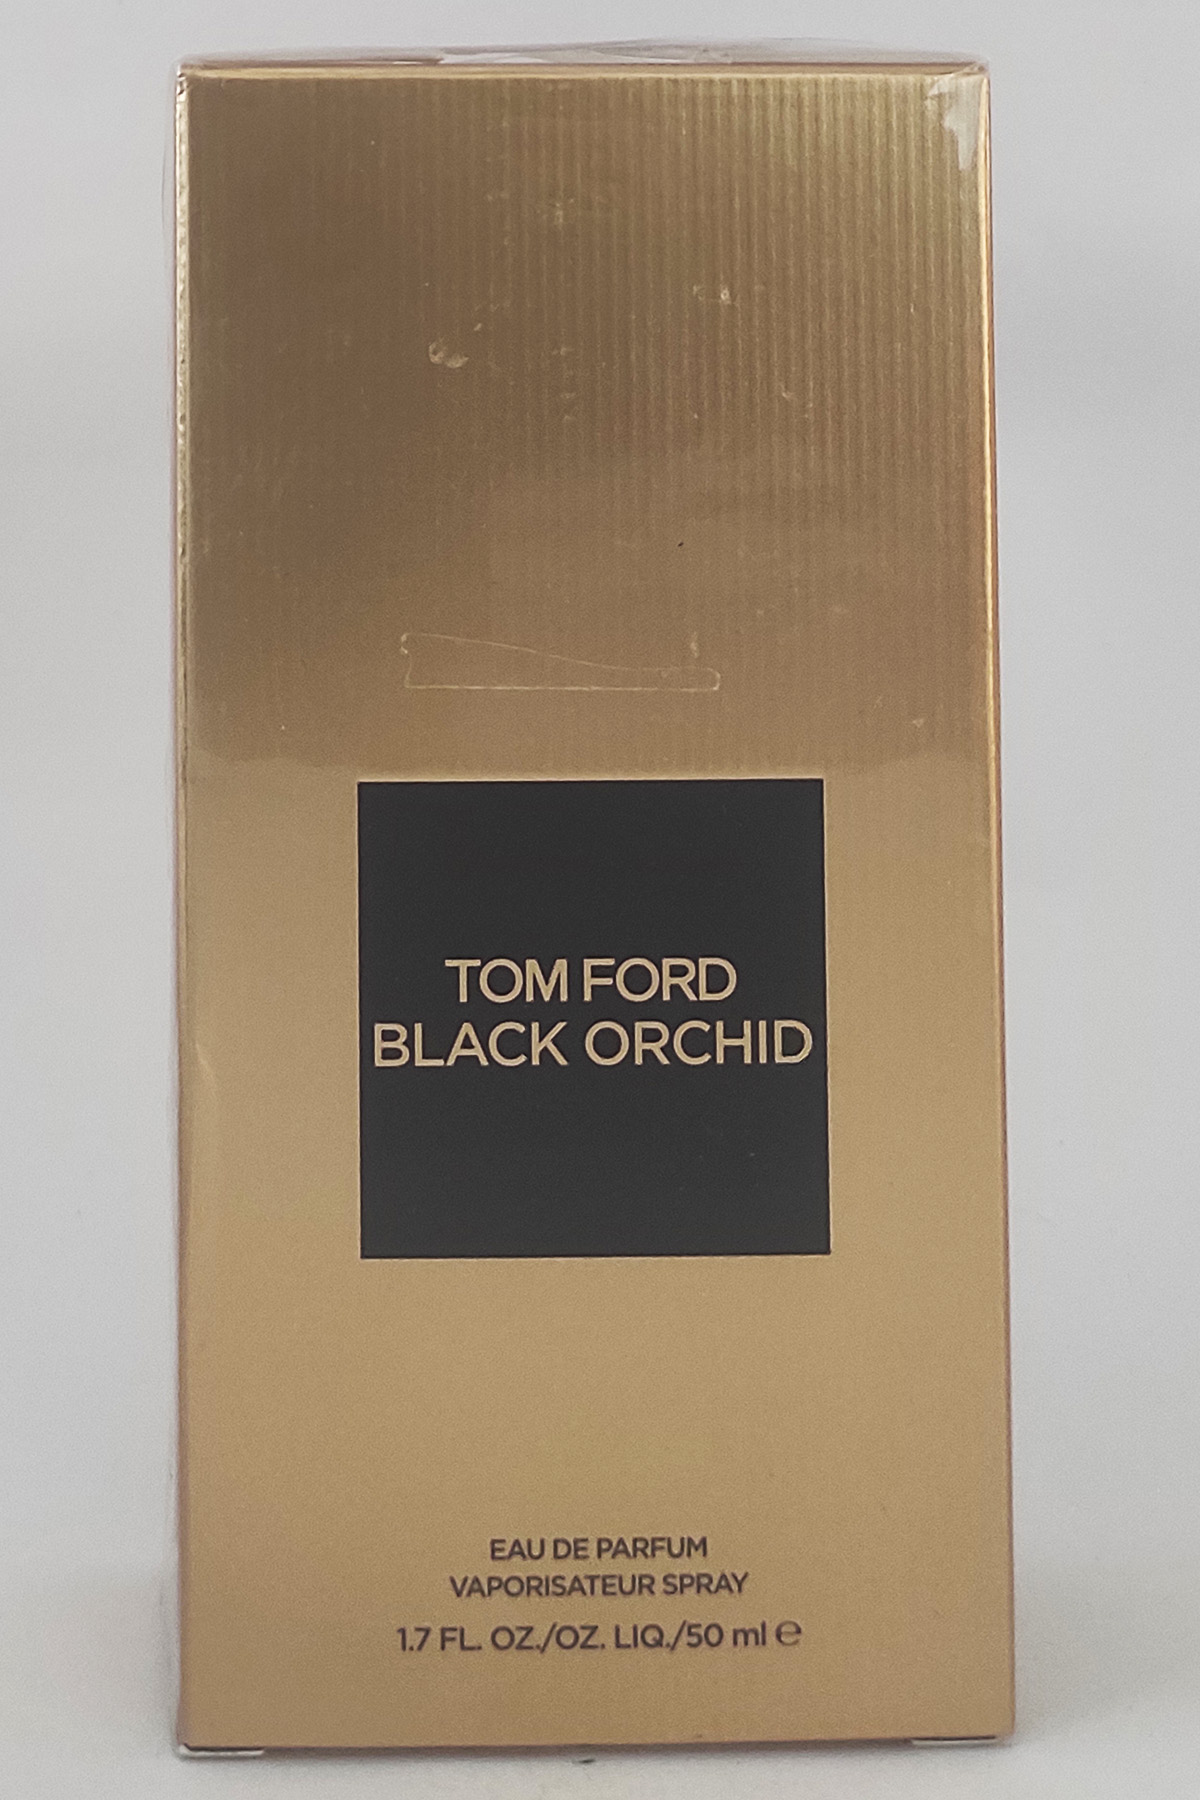 TOM FORD
BLACK ORCHID
EAU DE PARFUM
VAPORISATEUR SPRAY
1.7 FL. OZ./OZ. LIQ./50 ml ℮